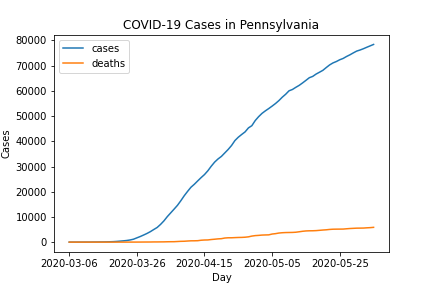 COVID-19 Cases in Pennsylvania
cases
deaths
80000
70000
60000
50000
40000
30000
20000
10000
0
Cases
2020-03-06 2020-03-26 2020-04-15 2020-05-05 2020-05-25
Day